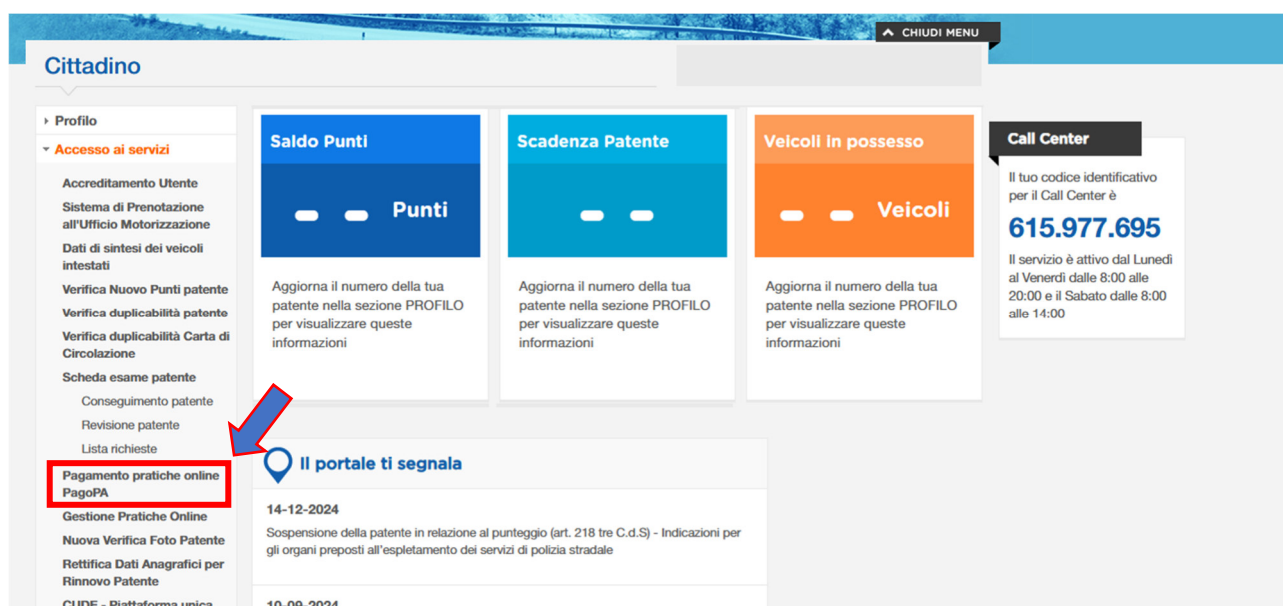 CHIUDI MENU
Cittadino
Profilo
Accesso ai servizi
Accreditamento Utente
Sistema di Prenotazione
all'Ufficio Motorizzazione
Dati di sintesi dei veicoli
intestati
Verifica Nuovo Punti patente
Verifica duplicabilità patente
Verifica duplicabilità Carta di
Circolazione
Scheda esame patente
Conseguimento patente
Revisione patente
Lista richieste
Pagamento pratiche online
PagoPA
Gestione Pratiche Online
Nuova Verifica Foto Patente
Rettifica Dati Anagrafici per
Rinnovo Patente
CUDE - Piattaforma unica
Saldo Punti
Punti
Aggiorna il numero della tua
patente nella sezione PROFILO
per visualizzare queste
informazioni
Scadenza Patente
Aggiorna il numero della tua
patente nella sezione PROFILO
per visualizzare queste
informazioni
Veicoli in possesso
Veicoli
Aggiorna il numero della tua
patente nella sezione PROFILO
per visualizzare queste
informazioni
Call Center
Il tuo codice identificativo
per il Call Center è
615.977.695
Il servizio è attivo dal Lunedì
al Venerdì dalle 8:00 alle
20:00 e il Sabato dalle 8:00
alle 14:00
Il portale ti segnala
14-12-2024
Sospensione della patente in relazione al punteggio (art. 218 tre C.d.S) - Indicazioni per
gli organi preposti all'espletamento dei servizi di polizia stradale
10-09-2024